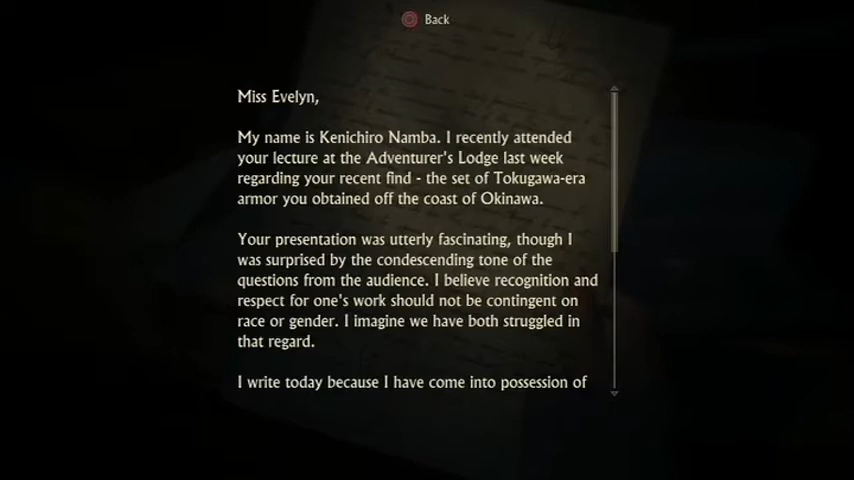 Back
Miss Evelyn,
My name is Kenichiro Namba. I recently attended
your lecture at the Adventurer's Lodge last week
regarding your recent find - the set of Tokugawa-era
armor you obtained off the coast of Okinawa.
Your presentation was utterly fascinating, though I
was surprised by the condescending tone of the
questions from the audience. I believe recognition and
respect for one's work should not be contingent on
race or gender. I imagine we have both struggled in
that regard.
I write today because I have come into possession of